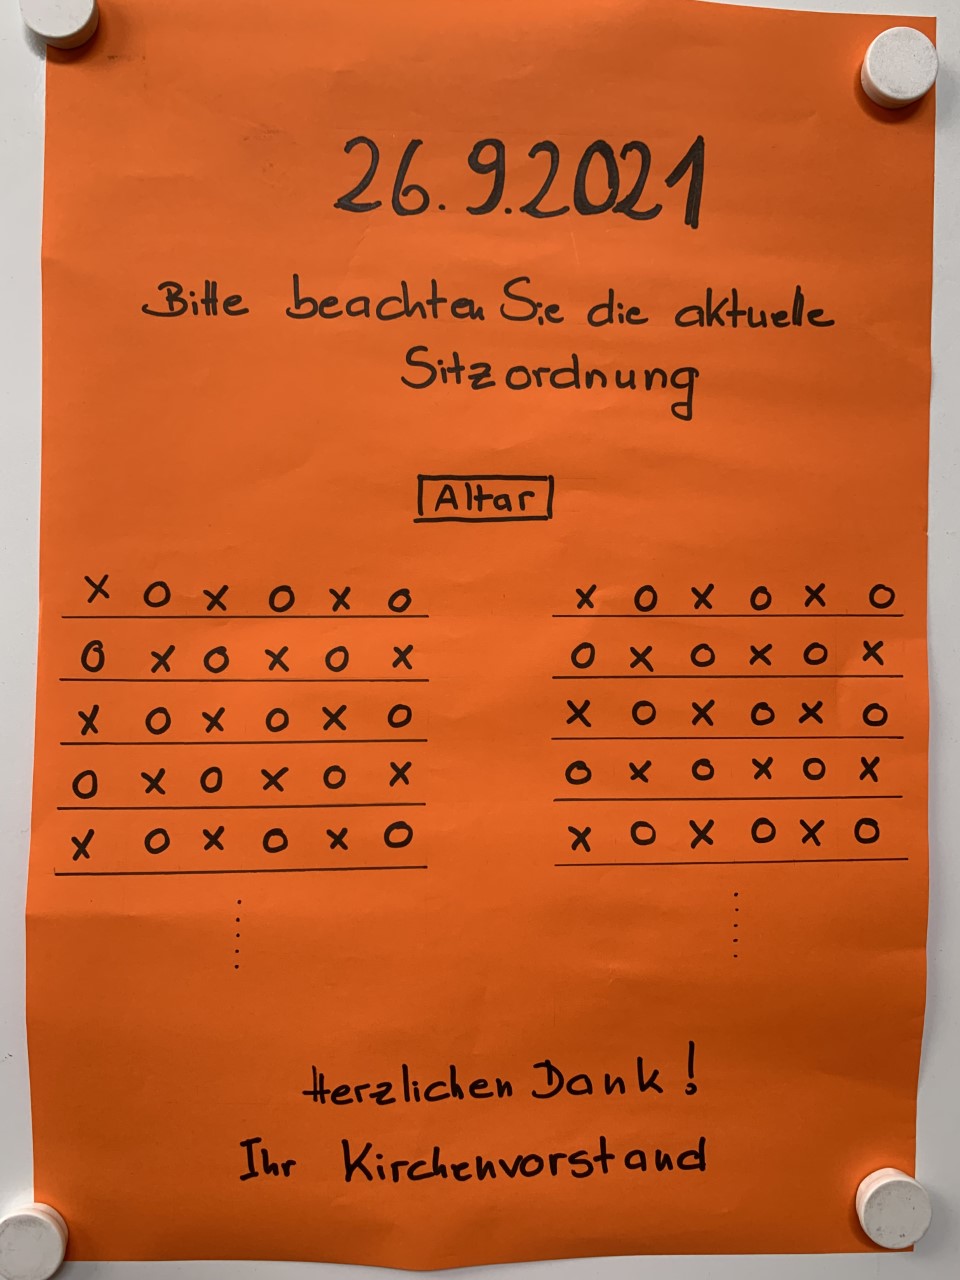 26.9.2021
Bitte beachten Sie die aktuelle
Sitzordnung
Altar
X O X O X O X O X O X O
O X O X O X O X O X O X
X O X O X O X O X O X O
O X O X O X O X O X O X
X O X O X O X O X O X O
Herzlichen Dank!
Ihr Kirchenvorstand